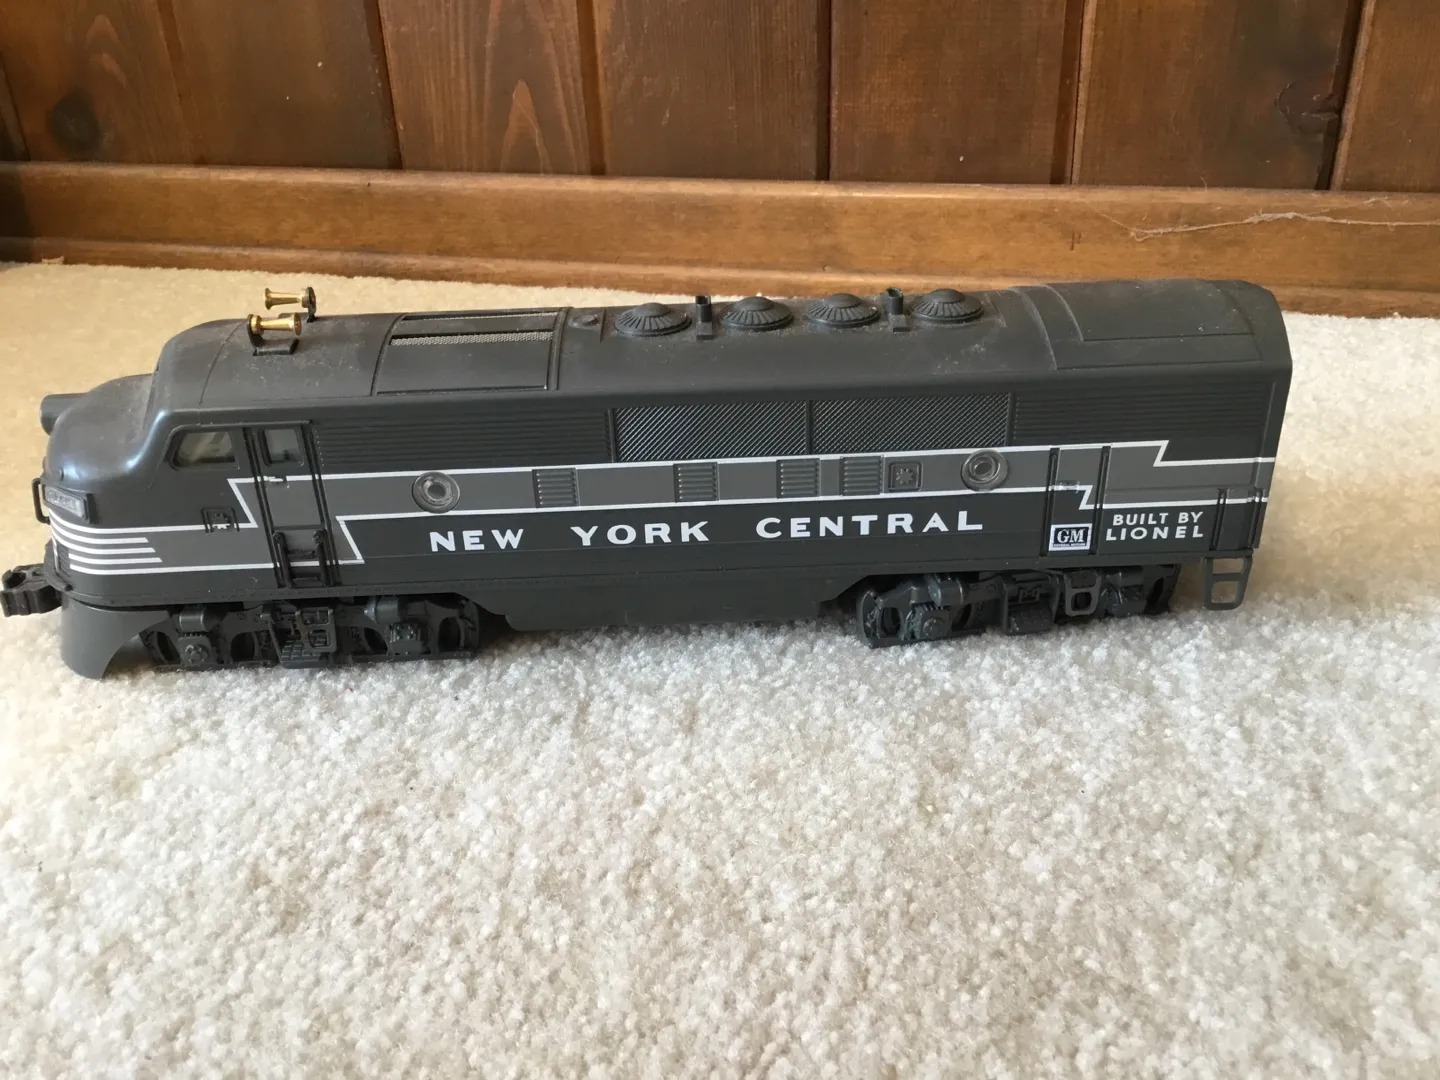 NEW YORK CENTRAL
GM
BUILT BY
LIONEL